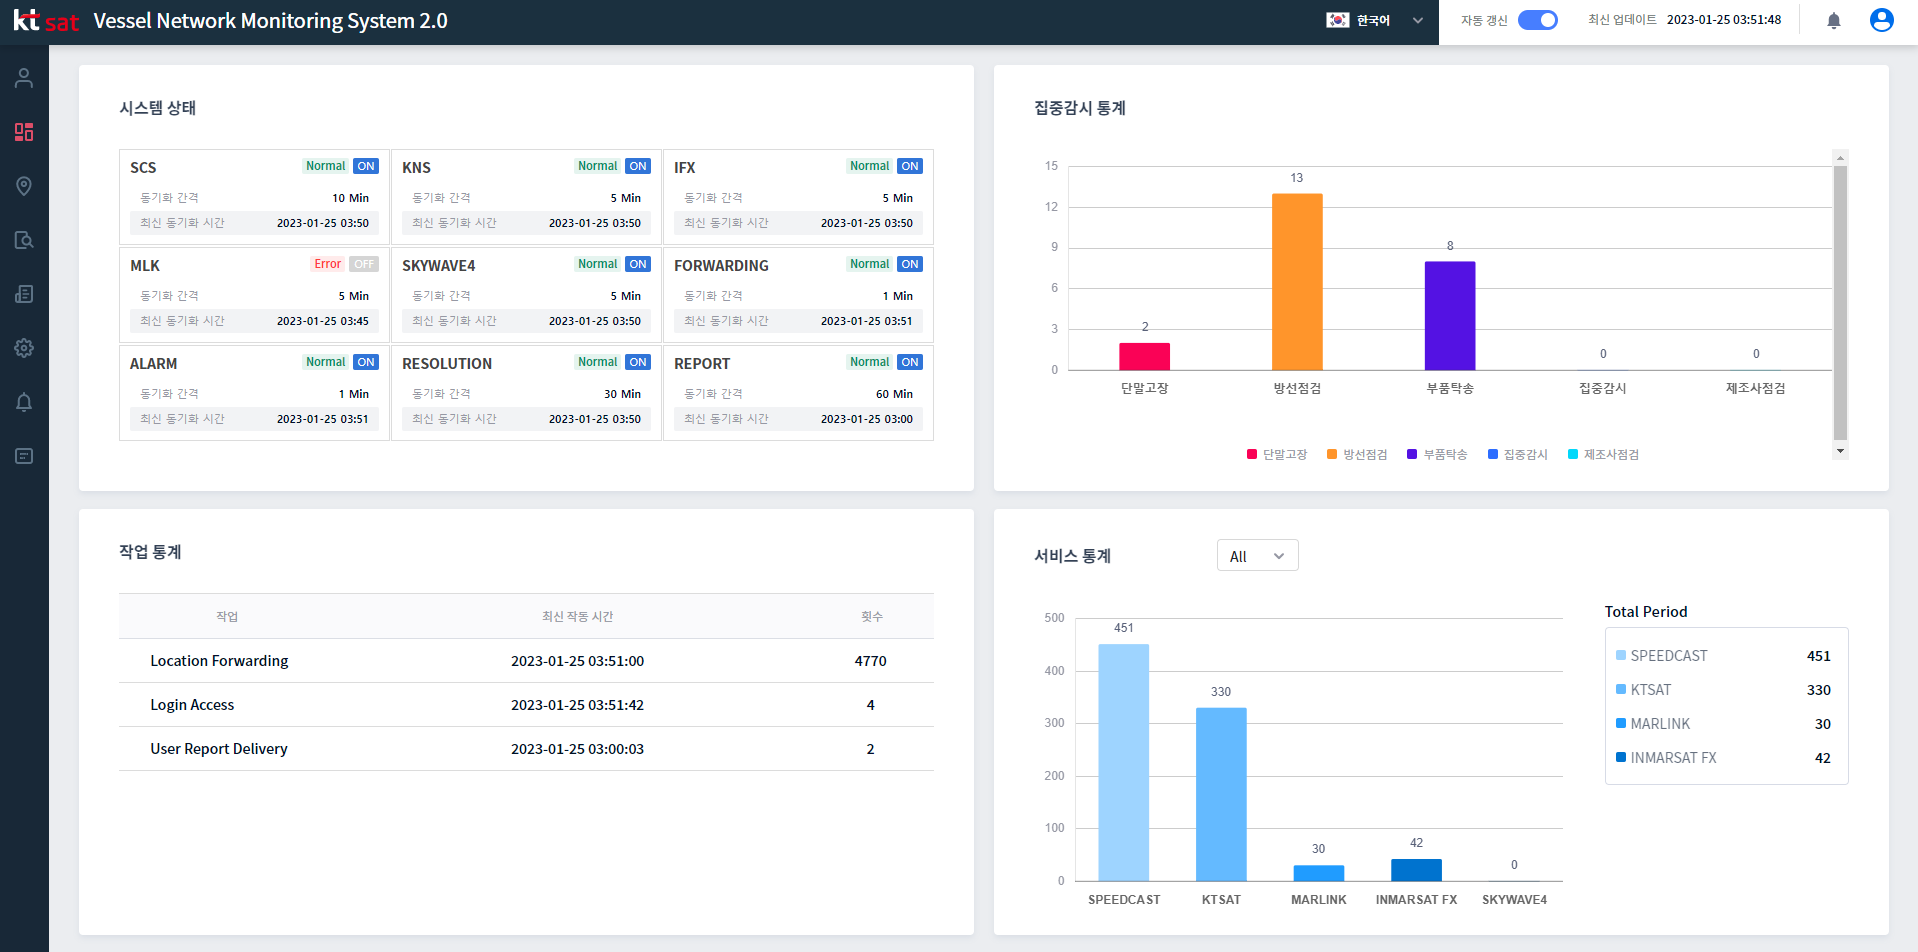 kt sat Vessel Network Monitoring System 2.0 한국어 자동 갱신 최신 업데이트 2023-01-25 03:51:48
시스템 상태
SCS Normal ON
동기화 간격 10 Min
최신 동기화 시간 2023-01-25 03:50
KNS Normal ON
동기화 간격 5 Min
최신 동기화 시간 2023-01-25 03:50
IFX Normal ON
동기화 간격 5 Min
최신 동기화 시간 2023-01-25 03:50
MLK Error OFF
동기화 간격 5 Min
최신 동기화 시간 2023-01-25 03:45
SKYWAVE4 Normal ON
동기화 간격 5 Min
최신 동기화 시간 2023-01-25 03:50
FORWARDING Normal ON
동기화 간격 1 Min
최신 동기화 시간 2023-01-25 03:51
ALARM Normal ON
동기화 간격 1 Min
최신 동기화 시간 2023-01-25 03:51
RESOLUTION Normal ON
동기화 간격 30 Min
최신 동기화 시간 2023-01-25 03:50
REPORT Normal ON
동기화 간격 60 Min
최신 동기화 시간 2023-01-25 03:00
집중감시 통계
15
12
9
6
3
0
2
13
8
0
0
단말고장 방선점검 부품탁송 집중감시 제조사점검
단말고장 방선점검 부품탁송 집중감시 제조사점검
작업 통계
작업 최신 작동 시간 횟수
Location Forwarding 2023-01-25 03:51:00 4770
Login Access 2023-01-25 03:51:42 4
User Report Delivery 2023-01-25 03:00:03 2
서비스 통계 All
500
400
300
200
100
0
451
330
30
42
0
SPEEDCAST KTSAT MARLINK INMARSAT FX SKYWAVE4
Total Period
SPEEDCAST 451
KTSAT 330
MARLINK 30
INMARSAT FX 42